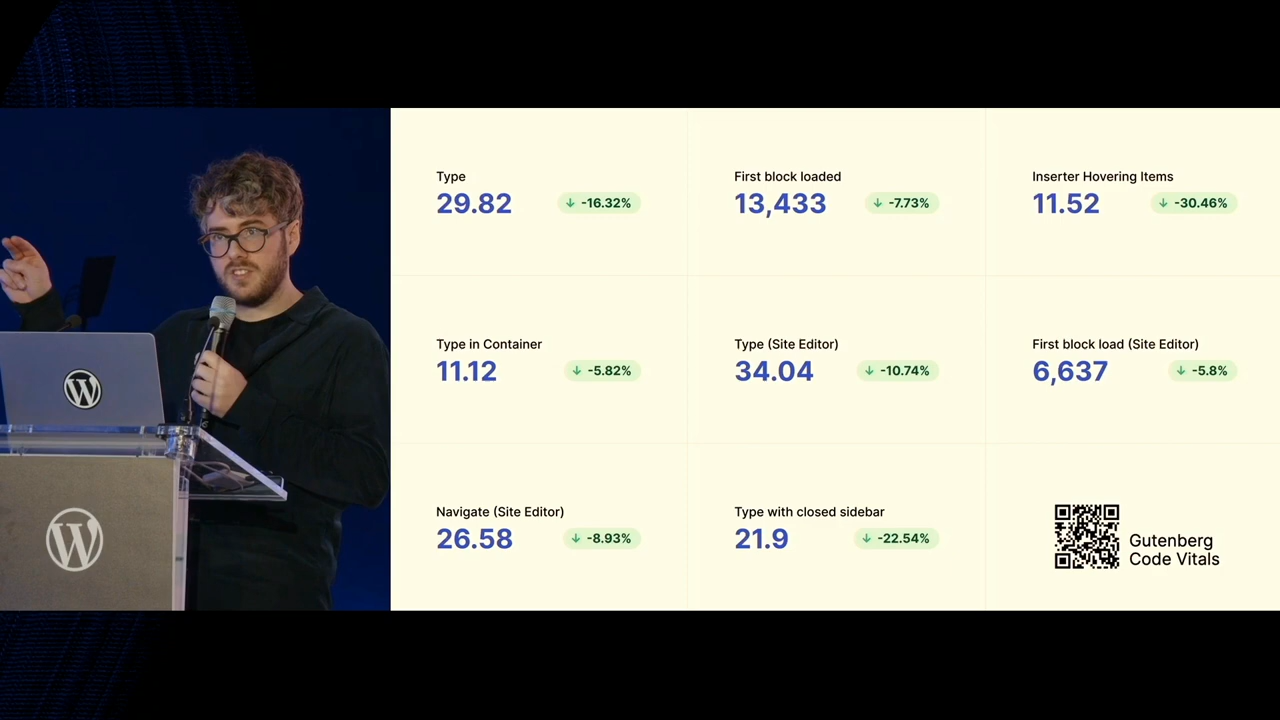 Type
29.82
-16.32%
First block loaded
13,433
-7.73%
Inserter Hovering Items
11.52
-30.46%
Type in Container
11.12
-5.82%
Type (Site Editor)
34.04
-10.74%
First block load (Site Editor)
6,637
-5.8%
Navigate (Site Editor)
26.58
-8.93%
Type with closed sidebar
21.9
-22.54%
Gutenberg
Code Vitals